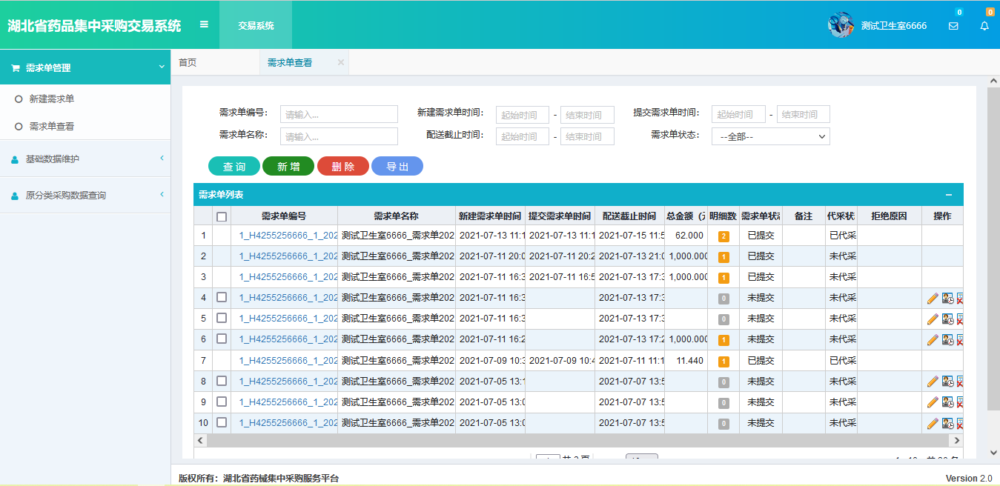 湖北省药品集中采购交易系统 交易系统 测试卫生室6666 0 0
需求单管理
新建需求单
需求单查看
基础数据维护
原分类采购数据查询
首页 需求单查看
需求单编号： 请输入... 新建需求单时间： 起始时间 - 结束时间 提交需求单时间： 起始时间 - 结束时间
需求单名称： 请输入... 配送截止时间： 起始时间 - 结束时间 需求单状态： --全部--
查 询 新 增 删 除 导 出
需求单列表
需求单编号 需求单名称 新建需求单时间 提交需求单时间 配送截止时间 总金额 明细数 需求单状 备注 代采状 拒绝原因 操作
1 1_H4255256666_1_202 测试卫生室6666_需求单202 2021-07-13 11:1 2021-07-13 11:1 2021-07-15 11:5 62.000 2 已提交 已代采
2 1_H4255256666_1_202 测试卫生室6666_需求单202 2021-07-11 20:0 2021-07-11 20:2 2021-07-13 21:0 1,000.000 1 已提交 未代采
3 1_H4255256666_1_202 测试卫生室6666_需求单202 2021-07-11 16:3 2021-07-11 16:5 2021-07-13 17:3 1,000.000 1 已提交 未代采
4 1_H4255256666_1_202 测试卫生室6666_需求单202 2021-07-11 16:3 2021-07-13 17:3 0 未提交 未代采
5 1_H4255256666_1_202 测试卫生室6666_需求单202 2021-07-11 16:3 2021-07-13 17:3 0 未提交 未代采
6 1_H4255256666_1_202 测试卫生室6666_需求单202 2021-07-11 16:2 2021-07-13 17:2 1,000.000 1 未提交 未代采
7 1_H4255256666_1_202 测试卫生室6666_需求单202 2021-07-09 10:3 2021-07-09 10:4 2021-07-11 11:1 11.440 1 已提交 已代采
8 1_H4255256666_1_202 测试卫生室6666_需求单202 2021-07-05 13:1 2021-07-07 13:5 0 未提交 未代采
9 1_H4255256666_1_202 测试卫生室6666_需求单202 2021-07-05 13:0 2021-07-07 13:5 0 未提交 未代采
10 1_H4255256666_1_202 测试卫生室6666_需求单202 2021-07-05 13:0 2021-07-07 13:5 0 未提交 未代采
版权所有：湖北省药械集中采购服务平台 Version 2.0